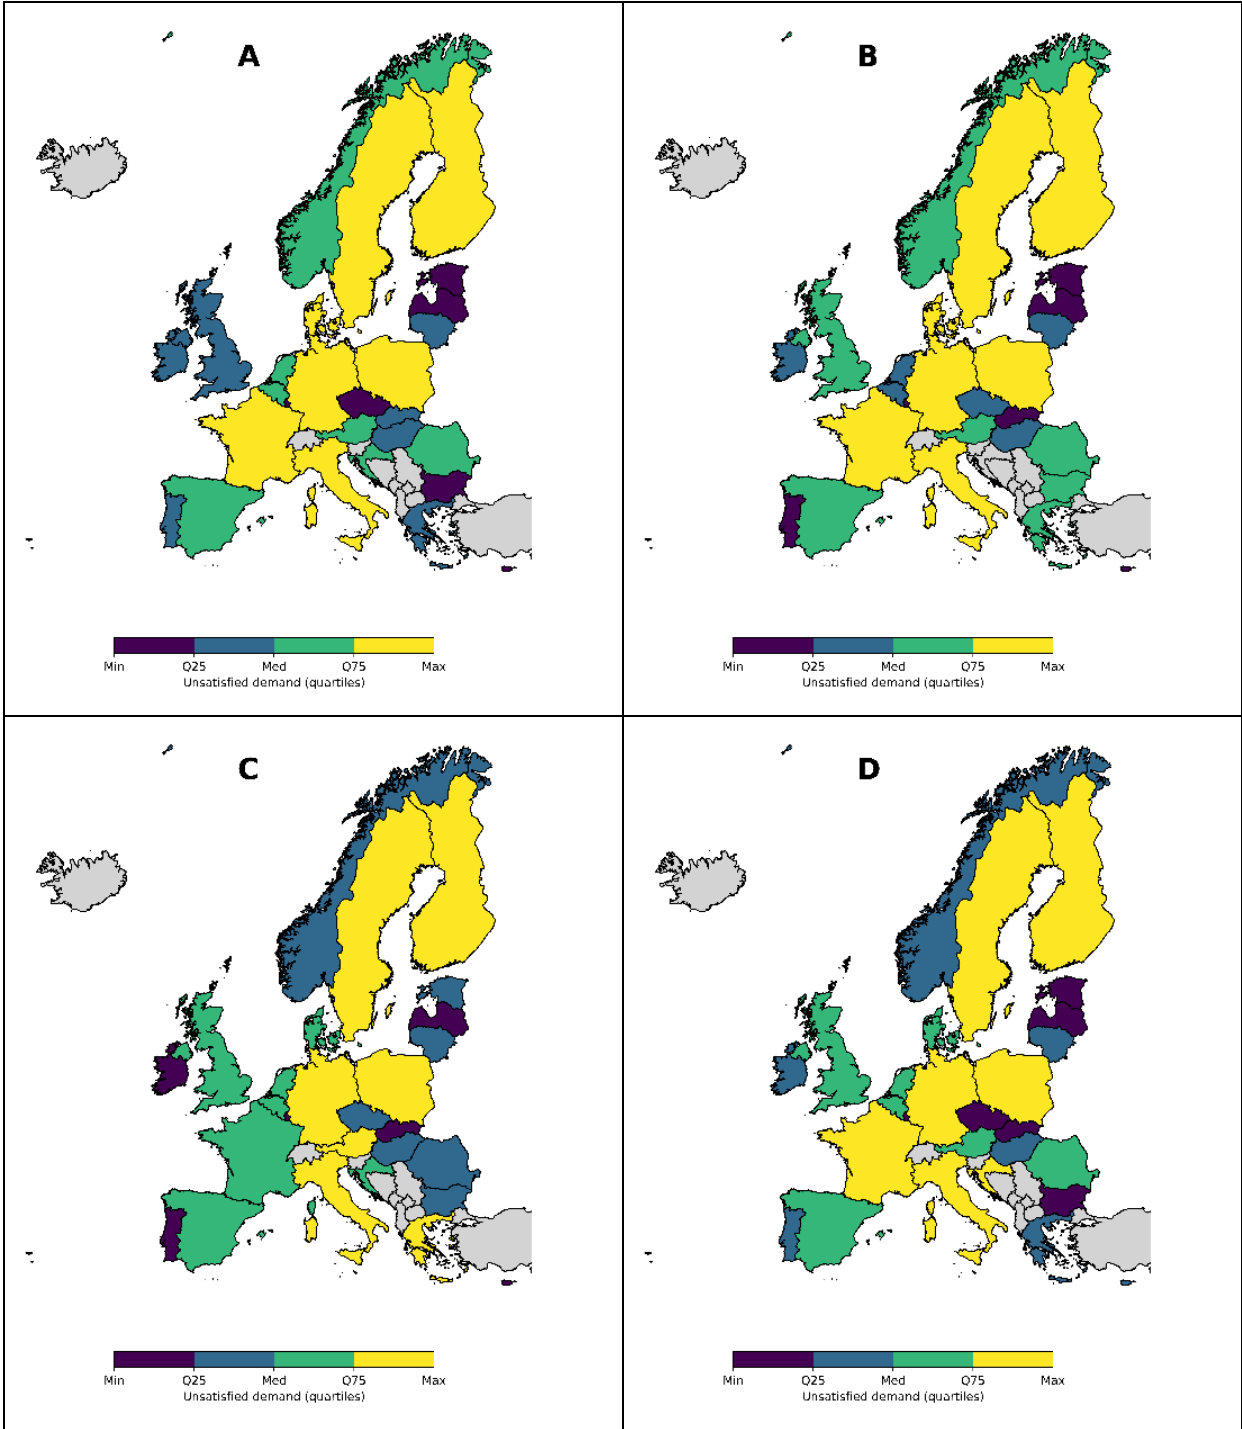 A
Min Q25 Med Q75 Max
Unsatisfied demand (quartiles)
B
Min Q25 Med Q75 Max
Unsatisfied demand (quartiles)
C
Min Q25 Med Q75 Max
Unsatisfied demand (quartiles)
D
Min Q25 Med Q75 Max
Unsatisfied demand (quartiles)